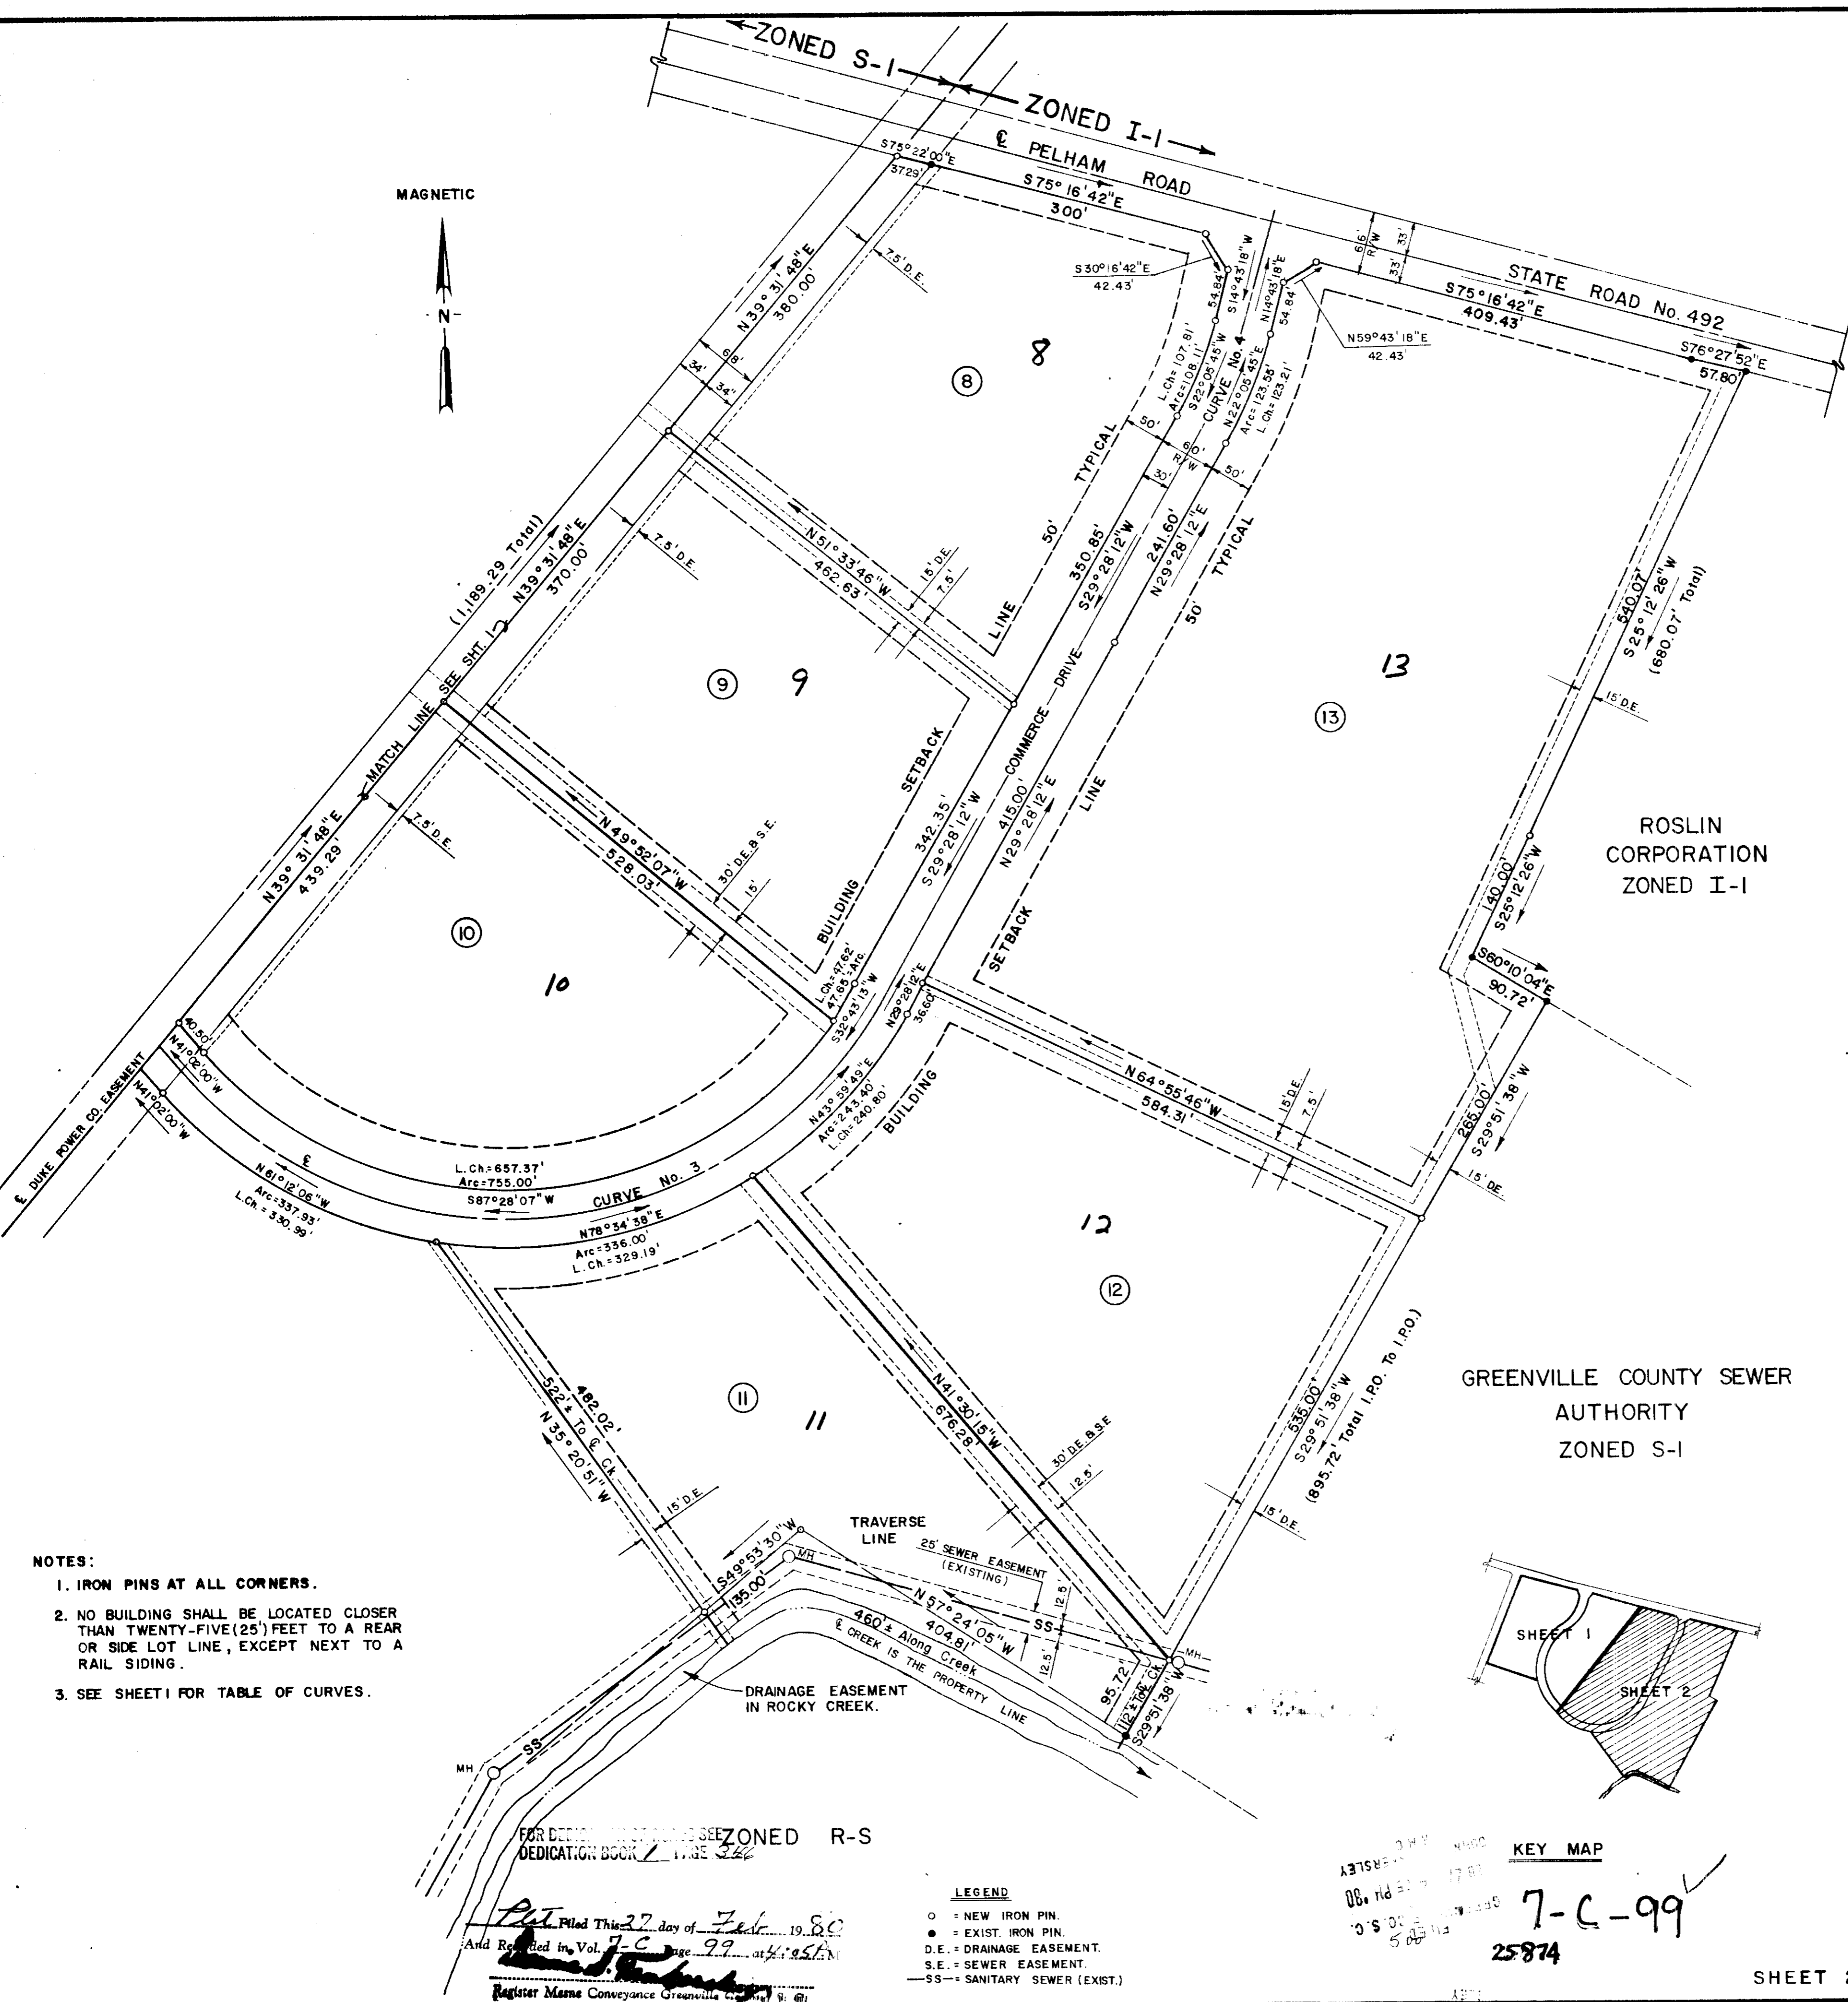 ←ZONED S-1→
←ZONED I-1→
℄ PELHAM ROAD
STATE ROAD No. 492
MAGNETIC
-N-
S75°22'00"E
37.29'
S75°16'42"E
300'
S30°16'42"E
42.43'
54.84'
S14°43'18"W
N14°43'18"E
54.84'
N59°43'18"E
42.43'
66'
R/W
33'
33'
S75°16'42"E
409.43'
S76°27'52"E
57.80'
N39°31'48"E
380.00'
7.5' D.E.
68'
34'
34'
8
8
L.Ch=107.81'
Arc=108.11'
S22°05'45"W
CURVE No. 4
N22°05'45"E
Arc=123.55'
L.Ch.=123.21'
50'
60'
R/W
30'
50'
50' TYPICAL
TYPICAL
50'
(1,189.29 Total)
N39°31'48"E
370.00'
7.5' D.E.
N51°33'46"W
462.63'
15' D.E.
7.5'
LINE
350.85'
S29°28'12"W
241.60'
N29°28'12"E
540.07'
S25°12'26"W
(680.07' Total)
15' D.E.
13
13
9
9
MATCH LINE SEE SHT. 1
2
COMMERCE DRIVE
SETBACK
LINE
342.35'
S29°28'12"W
415.00'
N29°28'12"E
N39°31'48"E
439.29'
7.5' D.E.
N49°52'07"W
528.03'
30' D.E. & S.E.
15'
BUILDING
SETBACK
ROSLIN
CORPORATION
ZONED I-1
140.00'
S25°12'26"W
S60°10'04"E
90.72'
10
10
L.Ch=47.62'
47.65'=Arc.
S32°43'13"W
N29°28'12"E
36.60'
40.50'
N41°02'00"W
N41°02'00"W
℄ DUKE POWER CO. EASEMENT
N43°59'49"E
Arc=243.40'
L.Ch=240.80'
BUILDING
N64°55'46"W
584.31'
15' D.E.
7.5'
265.00'
S29°51'38"W
15' D.E.
L.Ch=657.37'
Arc=755.00'
S87°28'07"W
℄
CURVE No. 3
N61°12'06"W
Arc=337.93'
L.Ch.=330.99'
N78°34'38"E
Arc=336.00'
L.Ch.=329.19'
12
12
11
11
482.02'
522'± To ℄ Ck.
N35°20'51"W
15' D.E.
N41°30'15"W
676.28'
30' D.E. & S.E
12.5'
535.00'
S29°51'38"W
(895.72' Total I.P.O. To I.P.O.)
15' D.E.
GREENVILLE COUNTY SEWER
AUTHORITY
ZONED S-1
TRAVERSE
LINE
25' SEWER EASEMENT
(EXISTING)
S49°53'30"W
135.00'
MH
N57°24'05"W
404.81'
SS
12.5'
12.5'
460'± Along Creek
℄ CREEK IS THE PROPERTY LINE
MH
95.72'
112'± To ℄ Ck.
S29°51'38"W
DRAINAGE EASEMENT
IN ROCKY CREEK.
SS
MH
NOTES:
1. IRON PINS AT ALL CORNERS.
2. NO BUILDING SHALL BE LOCATED CLOSER
THAN TWENTY-FIVE (25') FEET TO A REAR
OR SIDE LOT LINE, EXCEPT NEXT TO A
RAIL SIDING.
3. SEE SHEET I FOR TABLE OF CURVES.
SHEET 1
SHEET 2
KEY MAP
ZONED R-S
FOR SEE
DEDICATION BOOK 1 PAGE 346
Plat Filed This 27 day of Feb 1980
And Recorded in Vol. 7-C Page 99 at
Register Mesne Conveyance Greenville
LEGEND
○ = NEW IRON PIN.
● = EXIST. IRON PIN.
D.E. = DRAINAGE EASEMENT.
S.E. = SEWER EASEMENT.
—SS— = SANITARY SEWER (EXIST.)
7-C-99
25874
SHEET 2